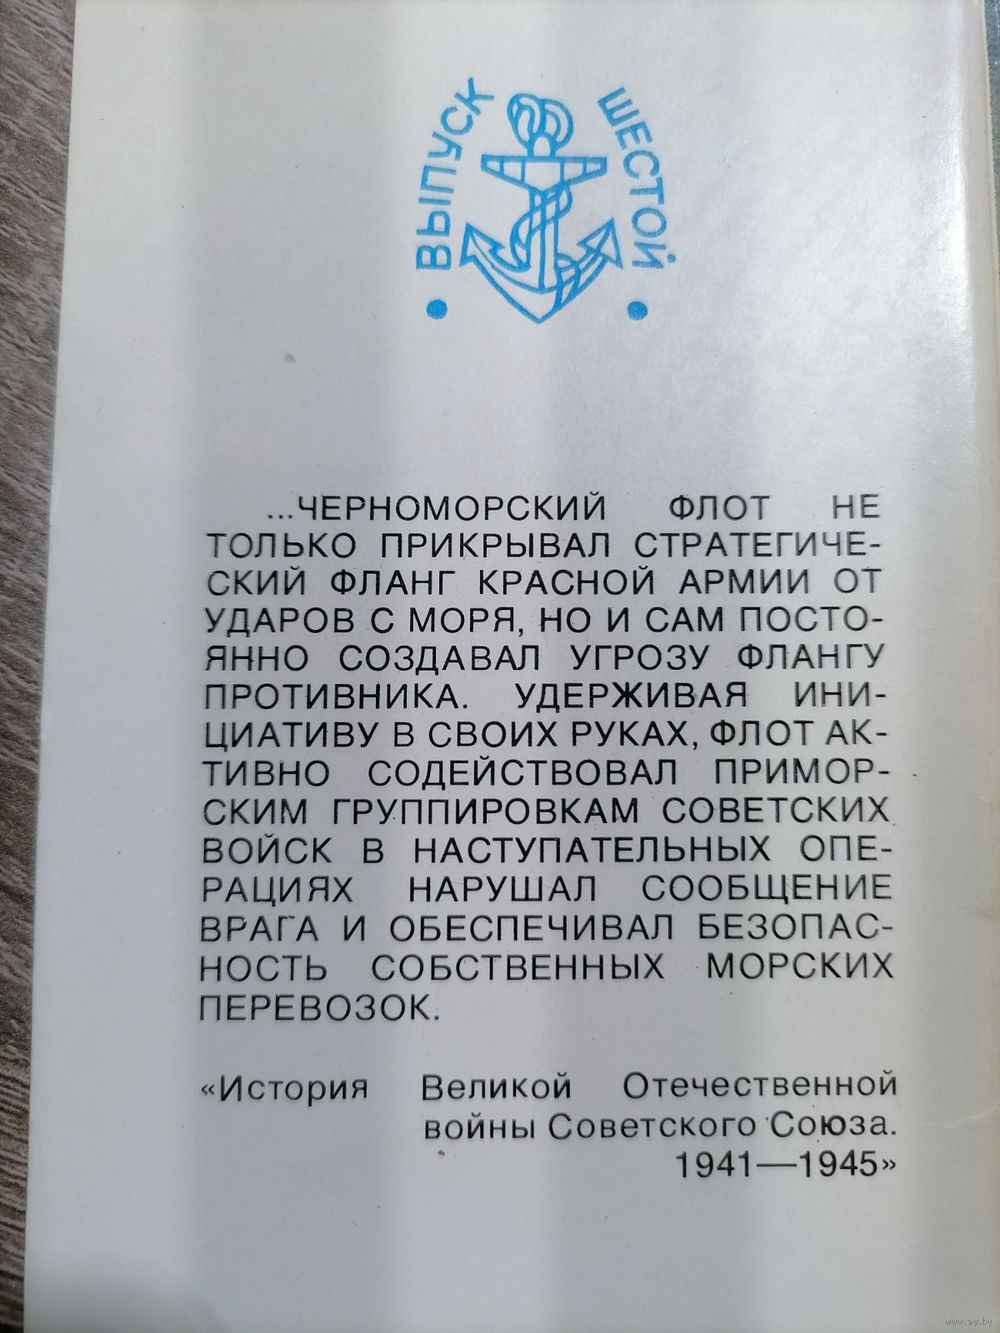 ВЫПУСК ШЕСТОЙ
...ЧЕРНОМОРСКИЙ ФЛОТ НЕ
ТОЛЬКО ПРИКРЫВАЛ СТРАТЕГИЧЕ-
СКИЙ ФЛАНГ КРАСНОЙ АРМИИ ОТ
УДАРОВ С МОРЯ, НО И САМ ПОСТО-
ЯННО СОЗДАВАЛ УГРОЗУ ФЛАНГУ
ПРОТИВНИКА. УДЕРЖИВАЯ ИНИ-
ЦИАТИВУ В СВОИХ РУКАХ, ФЛОТ АК-
ТИВНО СОДЕЙСТВОВАЛ ПРИМОР-
СКИМ ГРУППИРОВКАМ СОВЕТСКИХ
ВОЙСК В НАСТУПАТЕЛЬНЫХ ОПЕ-
РАЦИЯХ НАРУШАЛ СООБЩЕНИЕ
ВРАГА И ОБЕСПЕЧИВАЛ БЕЗОПАС-
НОСТЬ СОБСТВЕННЫХ МОРСКИХ
ПЕРЕВОЗОК.
«История Великой Отечественной
войны Советского Союза.
1941—1945»
www.ay.by